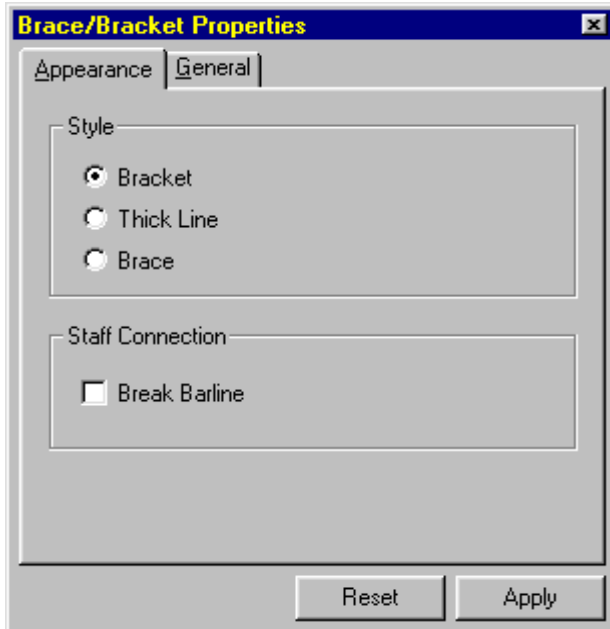 Brace/Bracket Properties
Appearance General
Style
Bracket
Thick Line
Brace
Staff Connection
Break Barline
Reset Apply